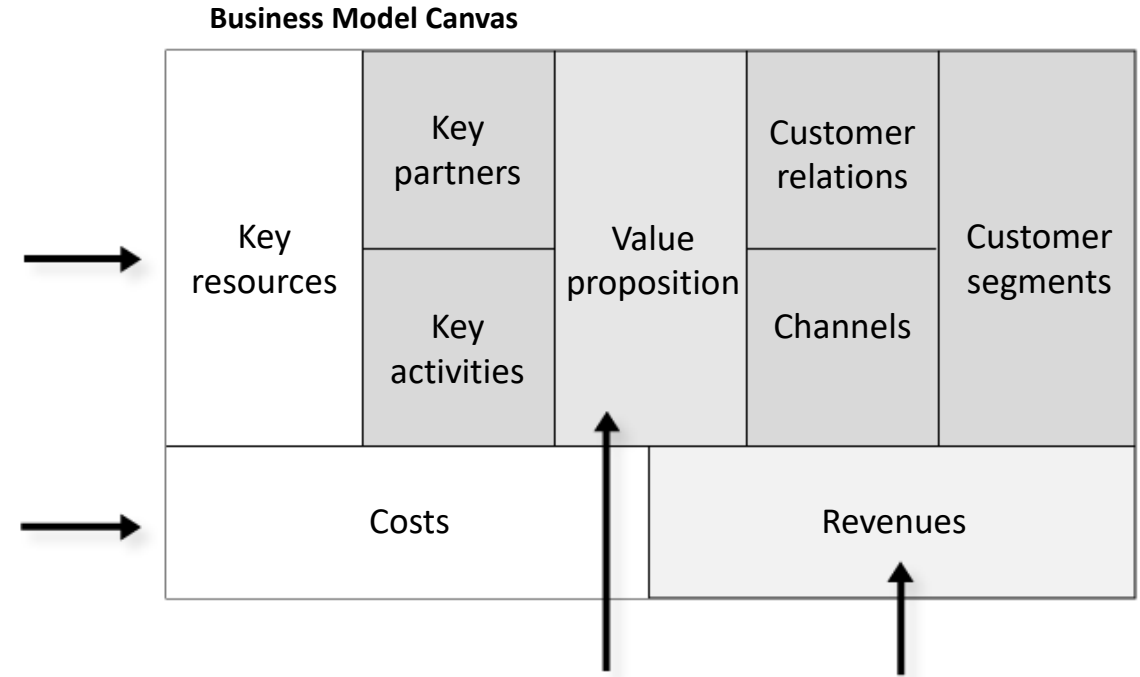 Business Model Canvas
Key
resources
Key
partners
Key
activities
Value
proposition
Customer
relations
Channels
Customer
segments
Costs
Revenues